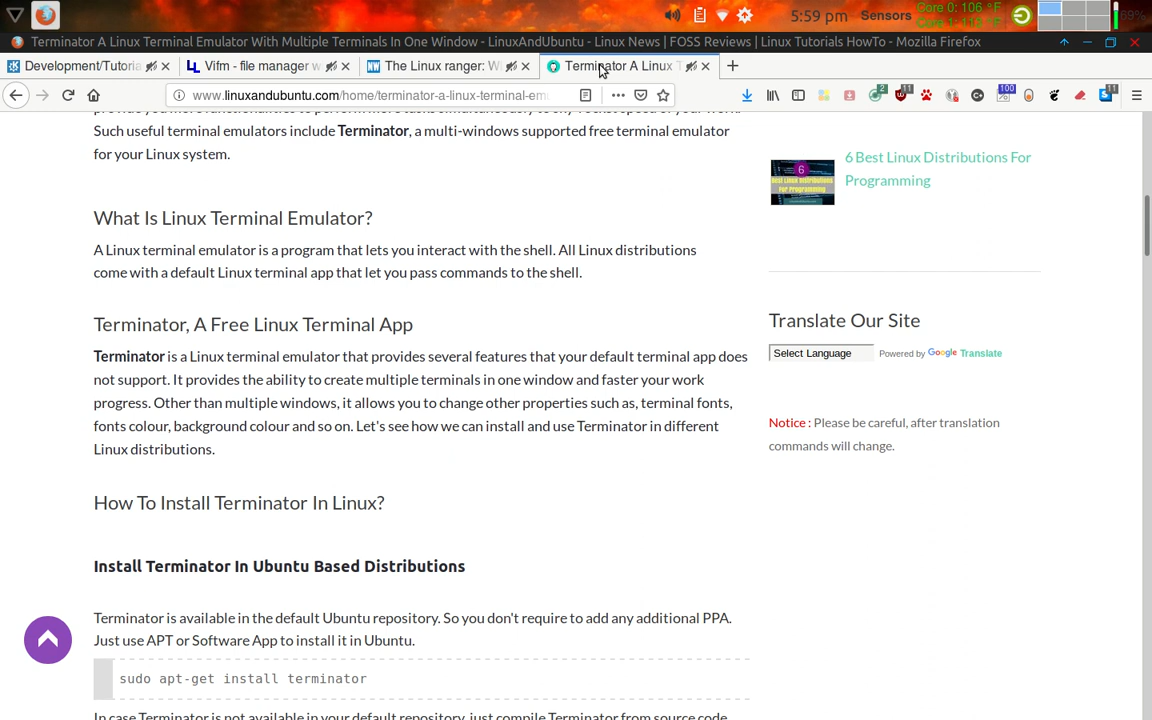 5:59 pm
Sensors
Core 0: 106 °F
Core 1: 113 °F
69%
Terminator A Linux Terminal Emulator With Multiple Terminals In One Window - LinuxAndUbuntu - Linux News | FOSS Reviews | Linux Tutorials HowTo - Mozilla Firefox
Development/Tutoria
Vifm - file manager w
The Linux ranger: W
Terminator A Linux T
www.linuxandubuntu.com/home/terminator-a-linux-terminal-em
2
11
100
11
provide you more functionalities to perform more tasks simultaneously to
Such useful terminal emulators include Terminator, a multi-windows supported free terminal emulator
for your Linux system.
What Is Linux Terminal Emulator?
A Linux terminal emulator is a program that lets you interact with the shell. All Linux distributions
come with a default Linux terminal app that let you pass commands to the shell.
Terminator, A Free Linux Terminal App
Terminator is a Linux terminal emulator that provides several features that your default terminal app does
not support. It provides the ability to create multiple terminals in one window and faster your work
progress. Other than multiple windows, it allows you to change other properties such as, terminal fonts,
fonts colour, background colour and so on. Let's see how we can install and use Terminator in different
Linux distributions.
How To Install Terminator In Linux?
Install Terminator In Ubuntu Based Distributions
Terminator is available in the default Ubuntu repository. So you don't require to add any additional PPA.
Just use APT or Software App to install it in Ubuntu.
sudo apt-get install terminator
In case Terminator is not available in your default repository, just compile Terminator from source code
6
Best Linux Distributions
For Programming
6 Best Linux Distributions For
Programming
Translate Our Site
Select Language
Powered by Google Translate
Notice : Please be careful, after translation
commands will change.